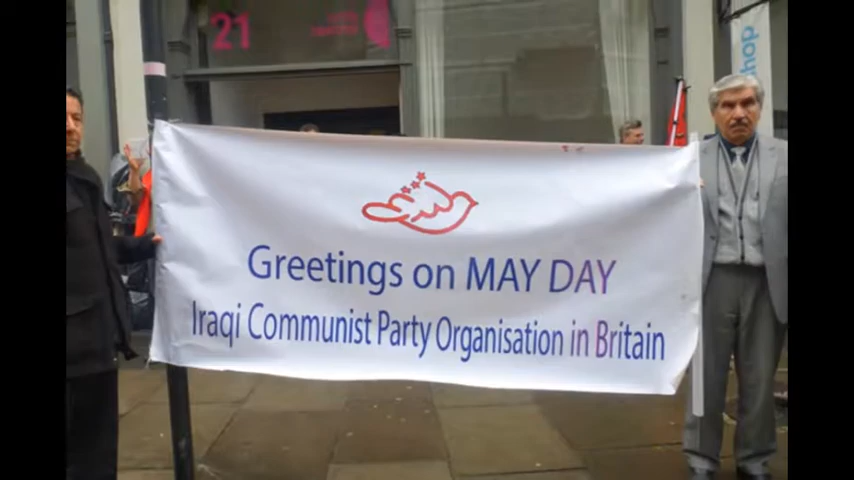 21
shop
Greetings on MAY DAY
Iraqi Communist Party Organisation in Britain